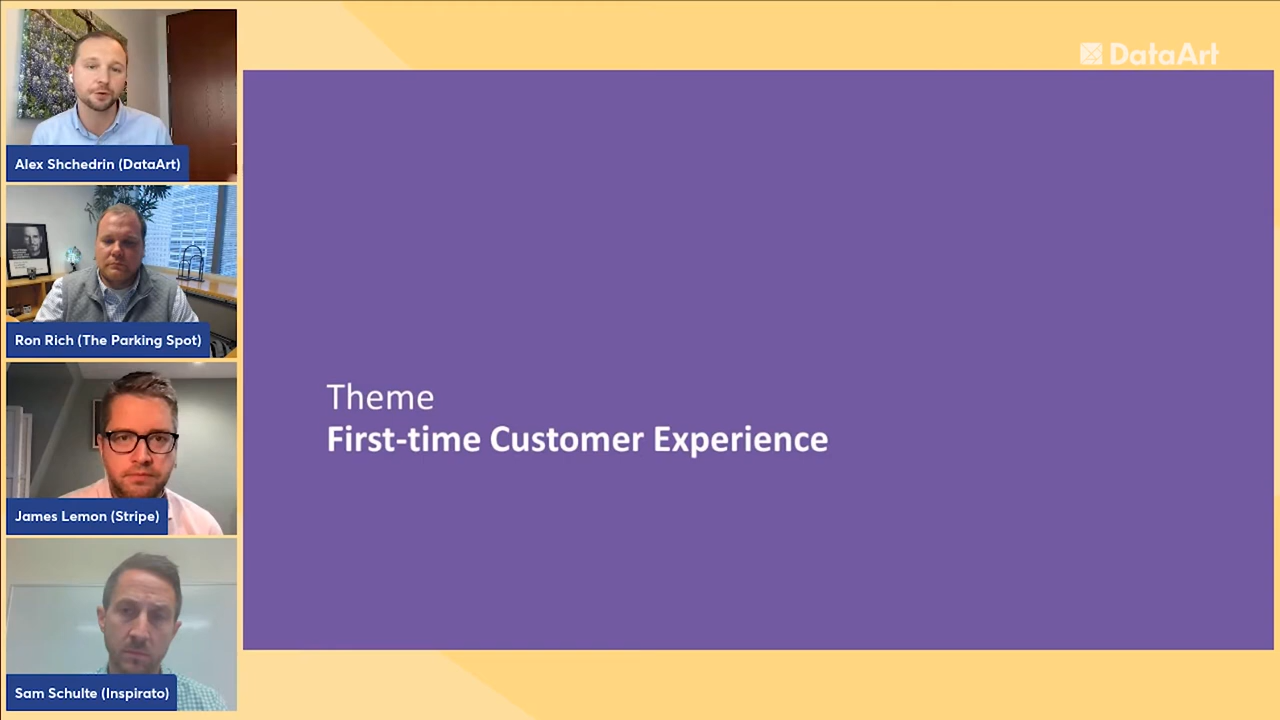 DataArt
Alex Shchedrin (DataArt)
Ron Rich (The Parking Spot)
James Lemon (Stripe)
Sam Schulte (Inspirato)
Theme
First-time Customer Experience